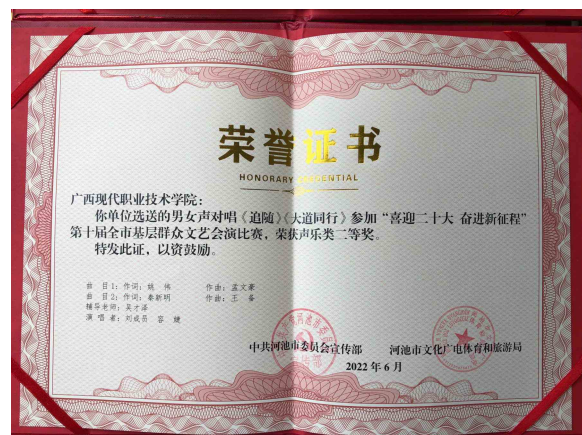 荣誉证书
HONORARY CREDENTIAL
广西现代职业技术学院：
你单位选送的男女声对唱《追随》《大道同行》参加“喜迎二十大 奋进新征程”
第十届全市基层群众文艺会演比赛，荣获声乐类二等奖。
特发此证，以资鼓励。
曲 目1：作词：姚 伟 作曲：孟文豪
曲 目2：作词：秦新明 作曲：王 备
辅导老师：吴才泽
演 唱 者：刘成员 容 婕
中共河池市委员会宣传部 河池市文化广电体育和旅游局
2022年6月